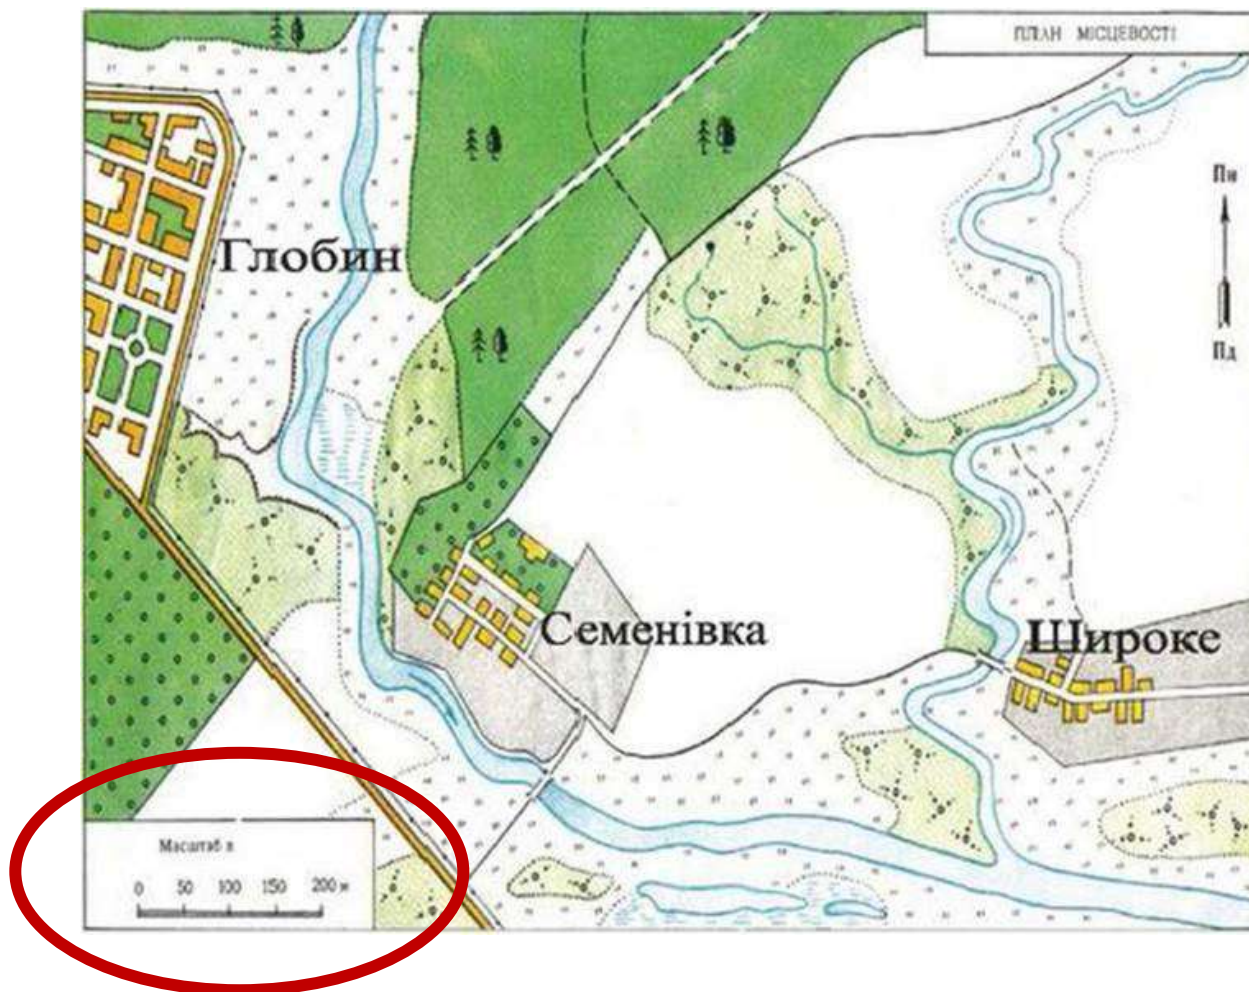 ПЛАН МІСЦЕВОСТІ
Пн
Глобин
Пд
Семенівка
Широке
Масштаб в
0 50 100 150 200 м